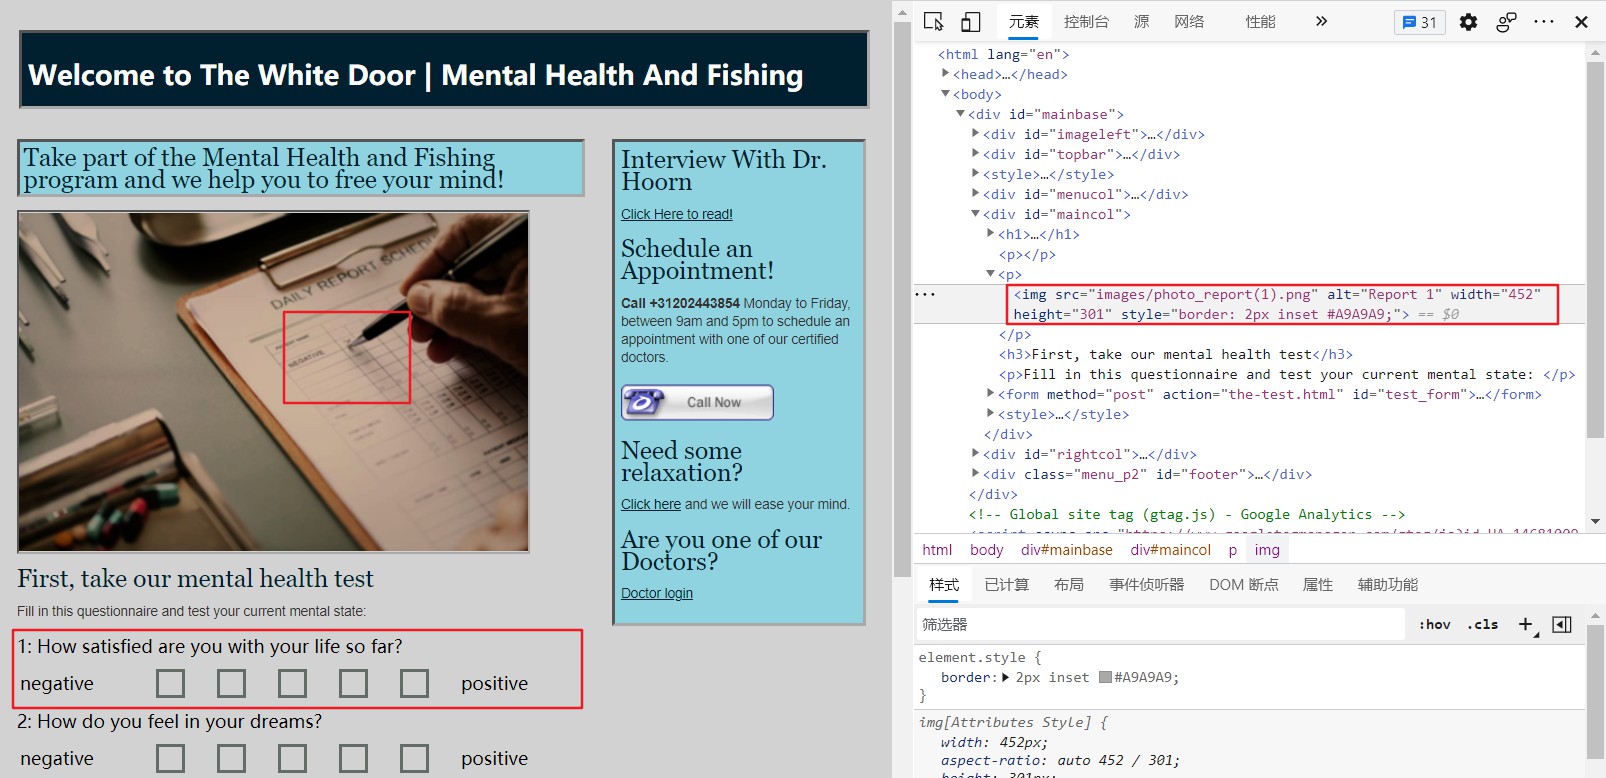 Welcome to The White Door | Mental Health And Fishing
Take part of the Mental Health and Fishing
program and we help you to free your mind!
DAILY REPORT
NEGATIVE
First, take our mental health test
Fill in this questionnaire and test your current mental state:
1: How satisfied are you with your life so far?
negative
positive
2: How do you feel in your dreams?
negative
positive
Interview With Dr.
Hoorn
Click Here to read!
Schedule an
Appointment!
Call +31202443854 Monday to Friday,
between 9am and 5pm to schedule an
appointment with one of our certified
doctors.
Call Now
Need some
relaxation?
Click here and we will ease your mind.
Are you one of our
Doctors?
Doctor login
元素 控制台 源 网络 性能 » 31
<html lang="en">
<head>…</head>
<body>
<div id="mainbase">
<div id="imageleft">…</div>
<div id="topbar">…</div>
<style>…</style>
<div id="menucol">…</div>
<div id="maincol">
<h1>…</h1>
<p></p>
<p>
<img src="images/photo_report(1).png" alt="Report 1" width="452"
height="301" style="border: 2px inset #A9A9A9;"> == $0
</p>
<h3>First, take our mental health test</h3>
<p>Fill in this questionnaire and test your current mental state: </p>
<form method="post" action="the-test.html" id="test_form">…</form>
<style>…</style>
</div>
<div id="rightcol">…</div>
<div class="menu_p2" id="footer">…</div>
</div>
<!-- Global site tag (gtag.js) - Google Analytics -->
html body div#mainbase div#maincol p img
样式 已计算 布局 事件侦听器 DOM 断点 属性 辅助功能
筛选器 :hov .cls +
element.style {
border: 2px inset #A9A9A9;
}
img[Attributes Style] {
width: 452px;
aspect-ratio: auto 452 / 301;
height: 301px;